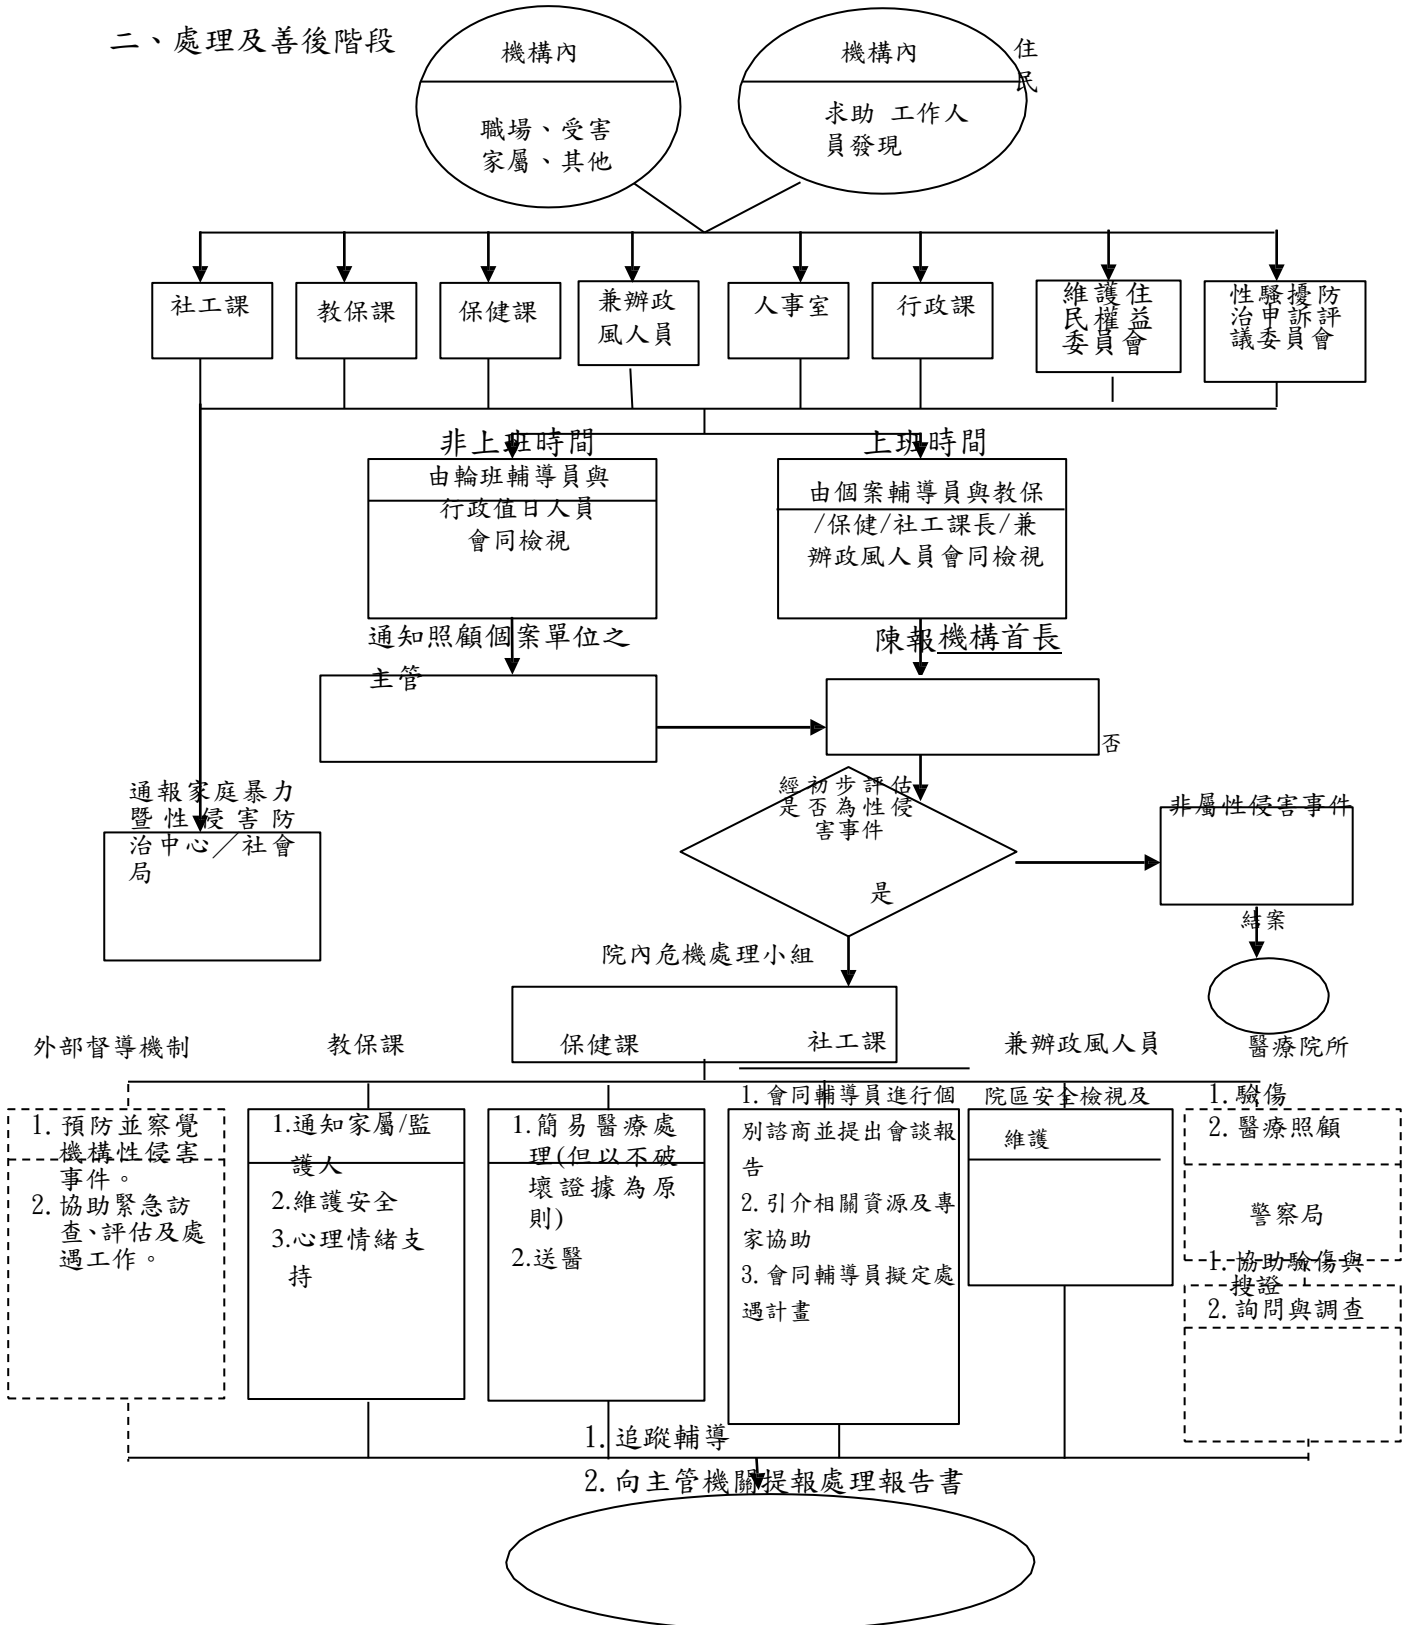 二、處理及善後階段
機構內
職場、受害
家屬、其他
機構內
住
民
求助 工作人
員發現
社工課
教保課
保健課
兼辦政
風人員
人事室
行政課
維護住
民權益
委員會
性騷擾防
治申訴評
議委員會
非上班時間
由輪班輔導員與
行政值日人員
會同檢視
上班時間
由個案輔導員與教保
/保健/社工課長/兼
辦政風人員會同檢視
通知照顧個案單位之
主管
陳報機構首長
否
通報家庭暴力
暨性侵害防
治中心／社會
局
經初步評估
是否為性侵
害事件
是
非屬性侵害事件
結案
院內危機處理小組
外部督導機制
教保課
保健課
社工課
兼辦政風人員
醫療院所
1. 預防並察覺
機構性侵害
事件。
2. 協助緊急訪
查、評估及處
遇工作。
1.通知家屬/監
護人
2.維護安全
3.心理情緒支
持
1.簡易醫療處
理(但以不破
壞證據為原
則)
2.送醫
1. 會同輔導員進行個
別諮商並提出會談報
告
2. 引介相關資源及專
家協助
3. 會同輔導員擬定處
遇計畫
院區安全檢視及
維護
1. 驗傷
2. 醫療照顧
警察局
1. 協助驗傷與
搜證
2. 詢問與調查
1. 追蹤輔導
2. 向主管機關提報處理報告書